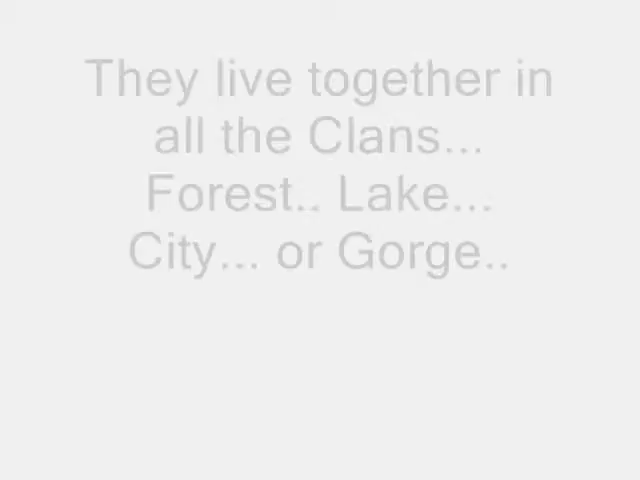 They live together in
all the Clans...
Forest.. Lake...
City... or Gorge..